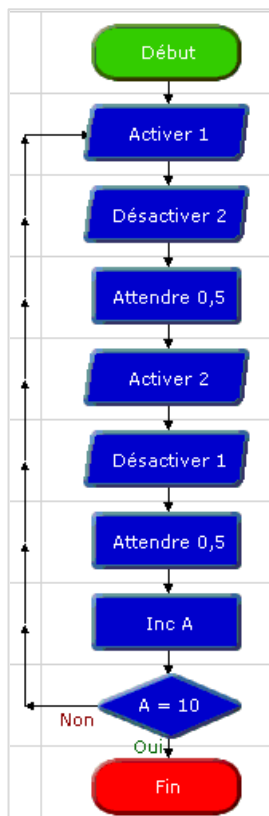 Début
Activer 1
Désactiver 2
Attendre 0,5
Activer 2
Désactiver 1
Attendre 0,5
Inc A
A = 10
Non
Oui
Fin